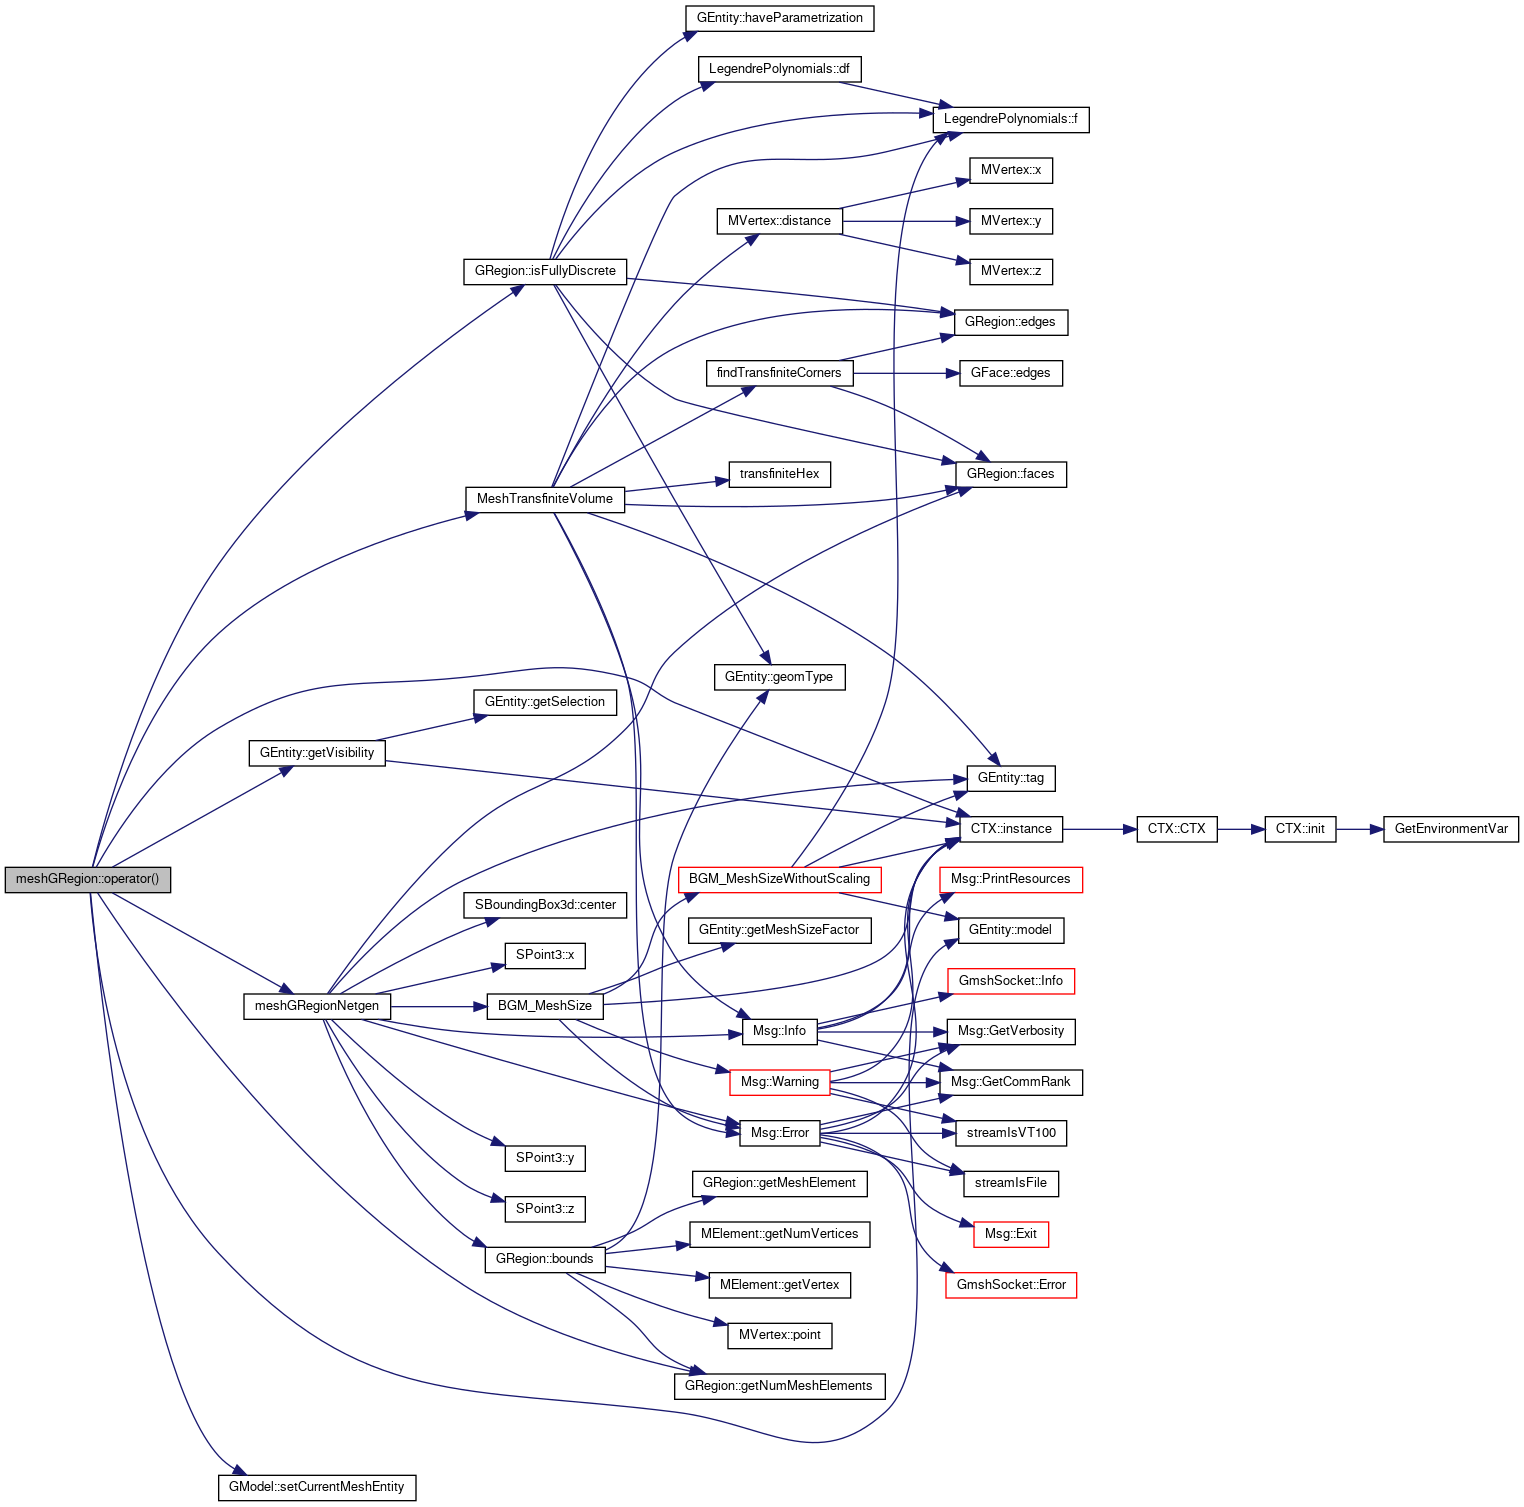 GEntity::haveParametrization
LegendrePolynomials::df
LegendrePolynomials::f
MVertex::x
MVertex::distance
MVertex::y
GRegion::isFullyDiscrete
MVertex::z
GRegion::edges
findTransfiniteCorners
GFace::edges
transfiniteHex
GRegion::faces
MeshTransfiniteVolume
GEntity::geomType
GEntity::getSelection
GEntity::getVisibility
GEntity::tag
CTX::instance
CTX::CTX
CTX::init
GetEnvironmentVar
meshGRegion::operator()
BGM_MeshSizeWithoutScaling
Msg::PrintResources
SBoundingBox3d::center
GEntity::getMeshSizeFactor
GEntity::model
SPoint3::x
GmshSocket::Info
meshGRegionNetgen
BGM_MeshSize
Msg::Info
Msg::GetVerbosity
Msg::Warning
Msg::GetCommRank
Msg::Error
streamIsVT100
SPoint3::y
GRegion::getMeshElement
streamIsFile
SPoint3::z
MElement::getNumVertices
Msg::Exit
GRegion::bounds
MElement::getVertex
GmshSocket::Error
MVertex::point
GRegion::getNumMeshElements
GModel::setCurrentMeshEntity